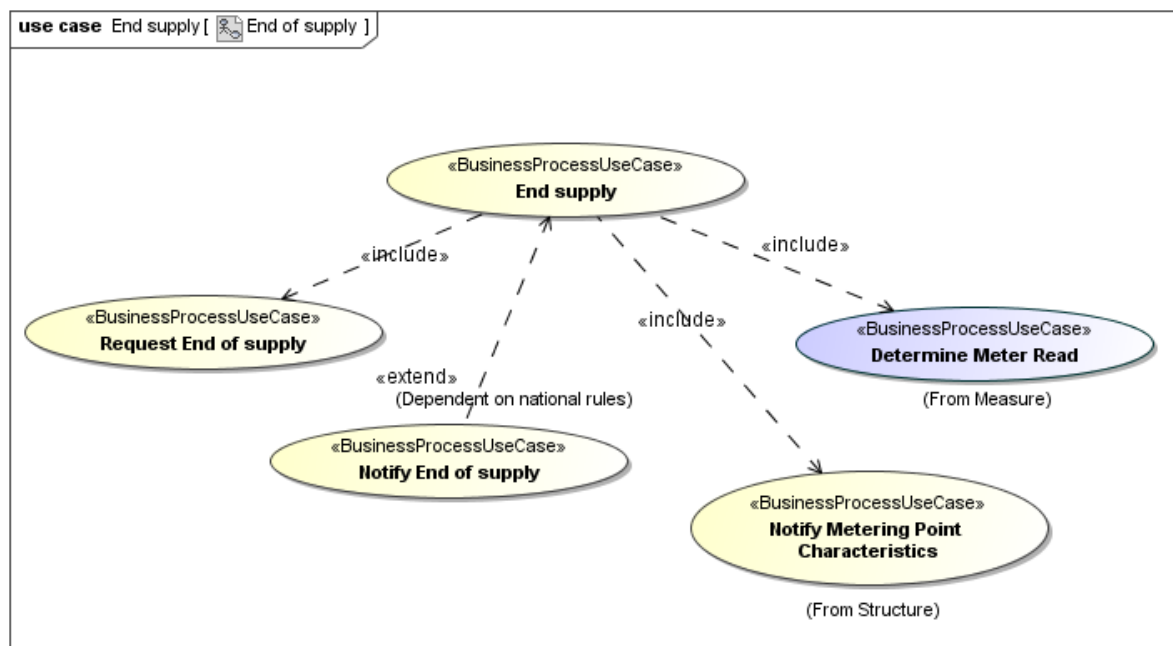 use case End supply [ End of supply ]
«BusinessProcessUseCase»
End supply
«include»
«include»
«BusinessProcessUseCase»
Request End of supply
«include»
«BusinessProcessUseCase»
Determine Meter Read
(From Measure)
«extend»
(Dependent on national rules)
«BusinessProcessUseCase»
Notify End of supply
«BusinessProcessUseCase»
Notify Metering Point
Characteristics
(From Structure)